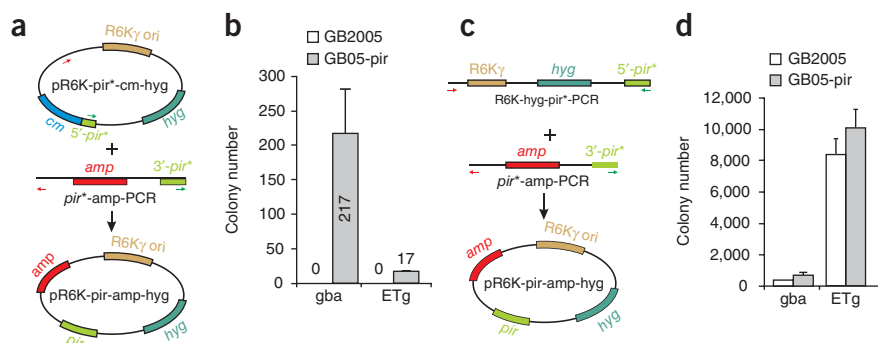 a
R6Kγ ori
pR6K-pir*-cm-hyg
cm
5′-pir*
hyg
+
amp
3′-pir*
pir*-amp-PCR
R6Kγ ori
amp
pR6K-pir-amp-hyg
pir
hyg
b
GB2005
GB05-pir
Colony number
300
250
200
150
100
50
0
0
217
0
17
gba
ETg
c
R6Kγ
hyg
5′-pir*
R6K-hyg-pir*-PCR
+
amp
3′-pir*
pir*-amp-PCR
R6Kγ ori
amp
pR6K-pir-amp-hyg
pir
hyg
d
GB2005
GB05-pir
Colony number
12,000
10,000
8,000
6,000
4,000
2,000
0
gba
ETg